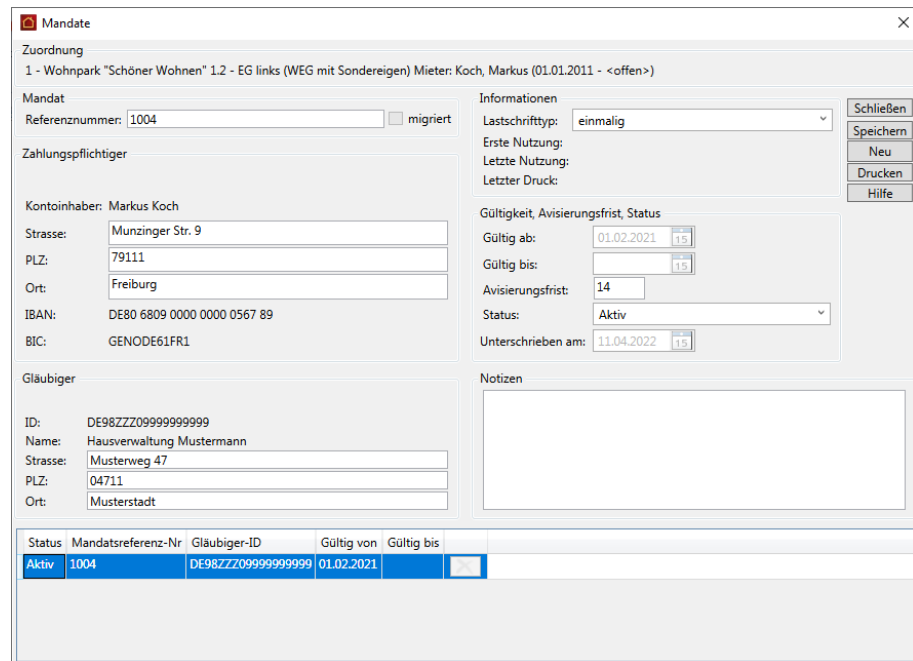 Mandate
Zuordnung
1 - Wohnpark "Schöner Wohnen" 1.2 - EG links (WEG mit Sondereigen) Mieter: Koch, Markus (01.01.2011 - <offen>)
Mandat
Referenznummer: 1004 migriert
Zahlungspflichtiger
Kontoinhaber: Markus Koch
Strasse: Munzinger Str. 9
PLZ: 79111
Ort: Freiburg
IBAN: DE80 6809 0000 0000 0567 89
BIC: GENODE61FR1
Gläubiger
ID: DE98ZZZ09999999999
Name: Hausverwaltung Mustermann
Strasse: Musterweg 47
PLZ: 04711
Ort: Musterstadt
Informationen
Lastschrifttyp: einmalig
Erste Nutzung:
Letzte Nutzung:
Letzter Druck:
Gültigkeit, Avisierungsfrist, Status
Gültig ab: 01.02.2021 15
Gültig bis: 15
Avisierungsfrist: 14
Status: Aktiv
Unterschrieben am: 11.04.2022 15
Notizen
Schließen
Speichern
Neu
Drucken
Hilfe
Status Mandatsreferenz-Nr Gläubiger-ID Gültig von Gültig bis
Aktiv 1004 DE98ZZZ09999999999 01.02.2021